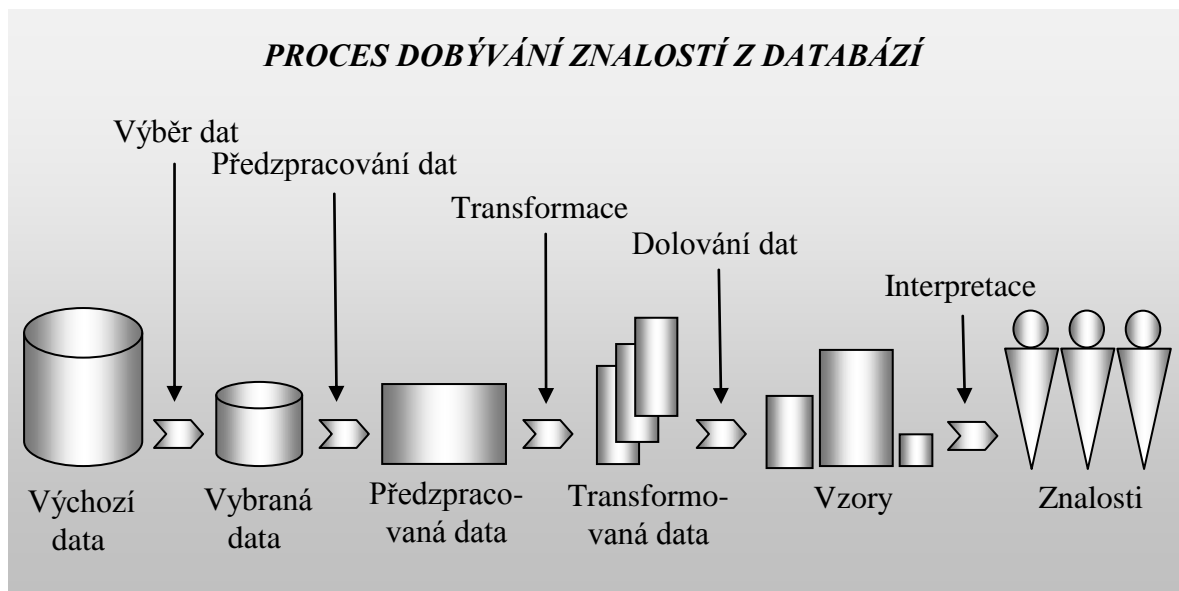 PROCES DOBÝVÁNÍ ZNALOSTÍ Z DATABÁZÍ
Výběr dat
Předzpracování dat
Transformace
Dolování dat
Interpretace
Výchozí
data
Vybraná
data
Předzpraco-
vaná data
Transformo-
vaná data
Vzory
Znalosti